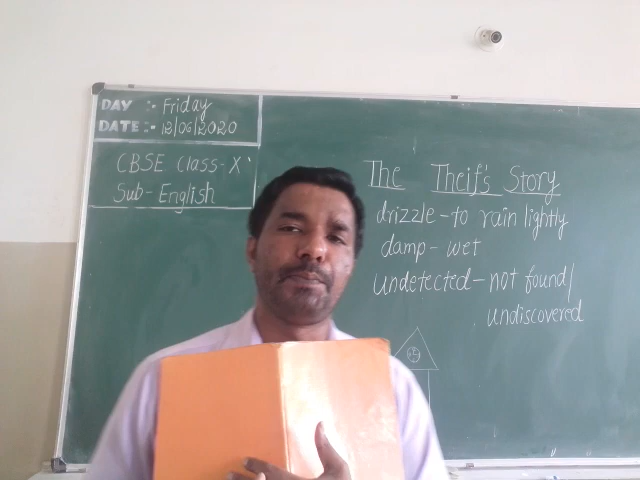 DAY :- Friday
DATE :- 12/06/2020
CBSE Class-X
Sub-English
The Theif's Story
drizzle - to rain lightly
damp - wet
undetected - not found/
undiscovered